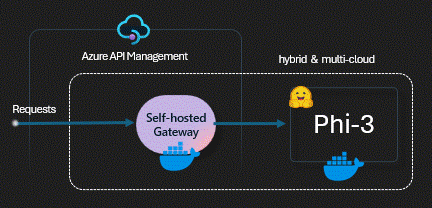 Azure API Management
hybrid & multi-cloud
Requests
Self-hosted
Gateway
Phi-3